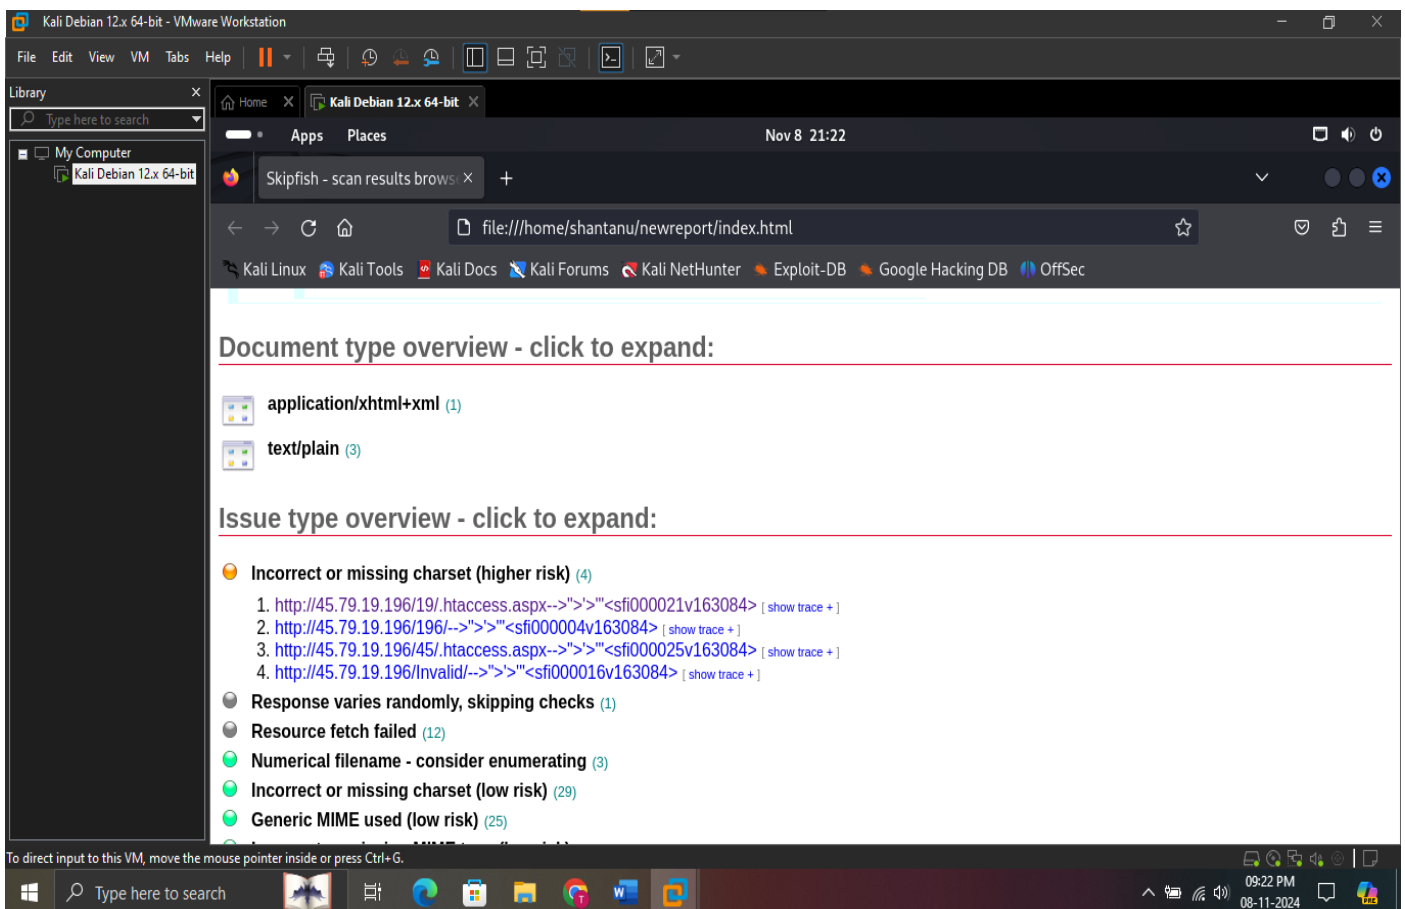 Kali Debian 12.x 64-bit - VMware Workstation
File Edit View VM Tabs Help
Library
Home
Kali Debian 12.x 64-bit
Type here to search
Apps Places
Nov 8 21:22
My Computer
Kali Debian 12.x 64-bit
Skipfish - scan results brows
file:///home/shantanu/newreport/index.html
Kali Linux Kali Tools Kali Docs Kali Forums Kali NetHunter Exploit-DB Google Hacking DB OffSec
Document type overview - click to expand:
application/xhtml+xml (1)
text/plain (3)
Issue type overview - click to expand:
Incorrect or missing charset (higher risk) (4)
1. http://45.79.19.196/19/.htaccess.aspx-->">'>'"<sfi000021v163084> [ show trace + ]
2. http://45.79.19.196/196/-->">'>'"<sfi000004v163084> [ show trace + ]
3. http://45.79.19.196/45/.htaccess.aspx-->">'>'"<sfi000025v163084> [ show trace + ]
4. http://45.79.19.196/Invalid/-->">'>'"<sfi000016v163084> [ show trace + ]
Response varies randomly, skipping checks (1)
Resource fetch failed (12)
Numerical filename - consider enumerating (3)
Incorrect or missing charset (low risk) (29)
Generic MIME used (low risk) (25)
To direct input to this VM, move the mouse pointer inside or press Ctrl+G.
Type here to search
09:22 PM
08-11-2024